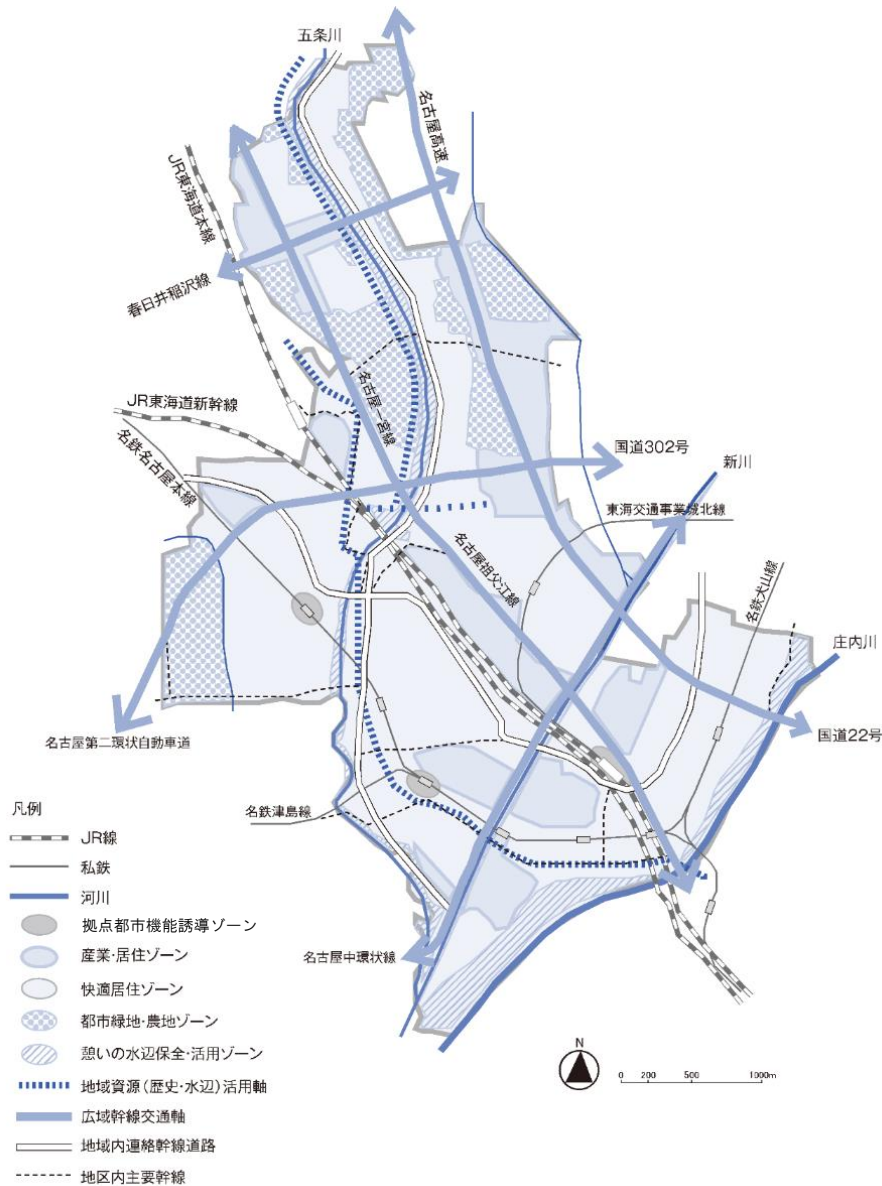 五条川
名古屋高速
JR東海道本線
春日井稲沢線
JR東海道新幹線
名古屋一宮線
名鉄名古屋本線
国道302号
新川
東海交通事業城北線
名古屋祖父江線
名鉄犬山線
庄内川
国道22号
名古屋第二環状自動車道
名鉄津島線
名古屋中環状線
凡例
JR線
私鉄
河川
拠点都市機能誘導ゾーン
産業・居住ゾーン
快適居住ゾーン
都市緑地・農地ゾーン
憩いの水辺保全・活用ゾーン
地域資源（歴史・水辺）活用軸
広域幹線交通軸
地域内連絡幹線道路
地区内主要幹線
N
0 200 500 1000m